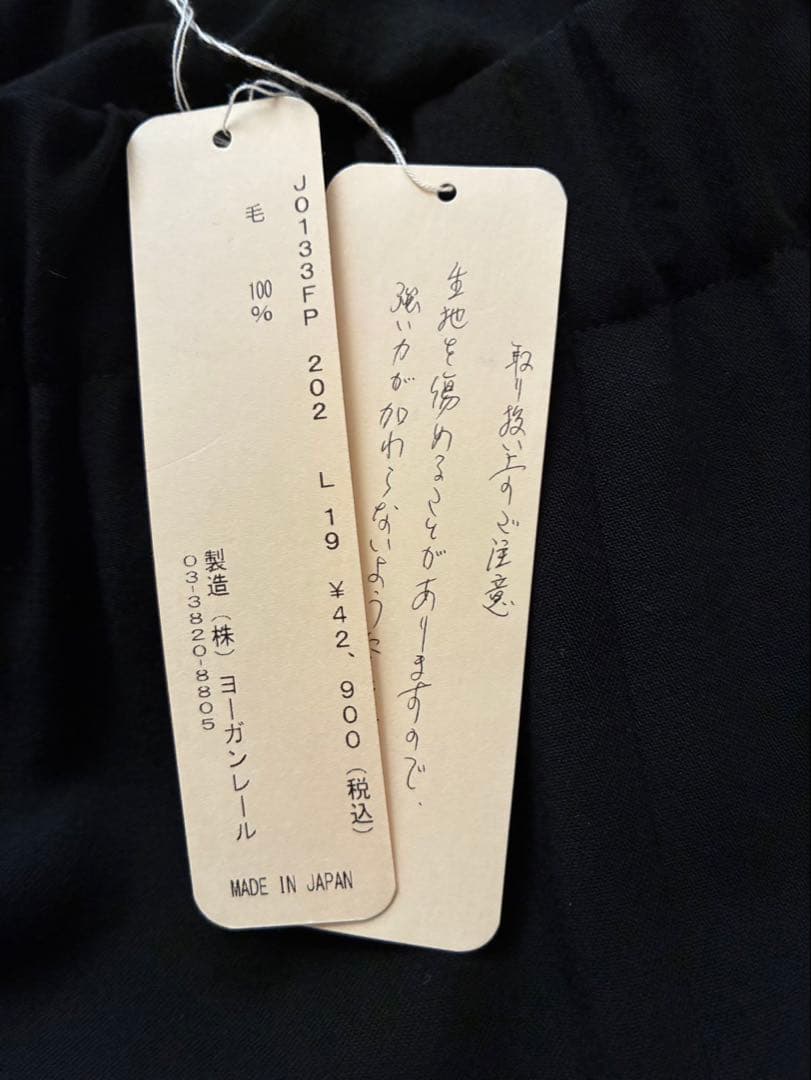 J0133FP 202 L 19 ¥42、900（税込）
毛 100%
製造（株）ヨーガンレール
03-3820-8805
MADE IN JAPAN
取り扱い上のご注意
生地を傷めることがありますので、
強い力が加わらないように